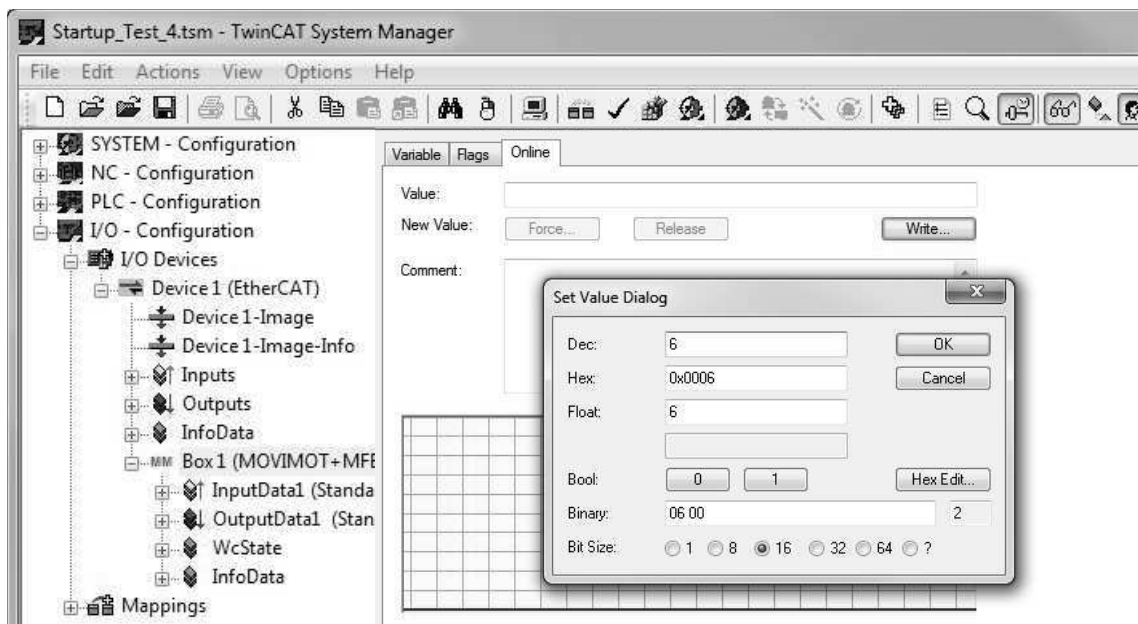 Startup_Test_4.tsm - TwinCAT System Manager
File Edit Actions View Options Help
SYSTEM - Configuration
NC - Configuration
PLC - Configuration
I/O - Configuration
I/O Devices
Device 1 (EtherCAT)
Device 1-Image
Device 1-Image-Info
Inputs
Outputs
InfoData
Box 1 (MOVIMOT+MFE
InputData1 (Standa
OutputData1 (Stan
WcState
InfoData
Mappings
Variable Flags Online
Value:
New Value: Force... Release Write...
Comment:
Set Value Dialog
Dec: 6 OK
Hex: 0x0006 Cancel
Float: 6
Bool: 0 1 Hex Edit...
Binary: 06 00 2
Bit Size: 1 8 16 32 64 ?